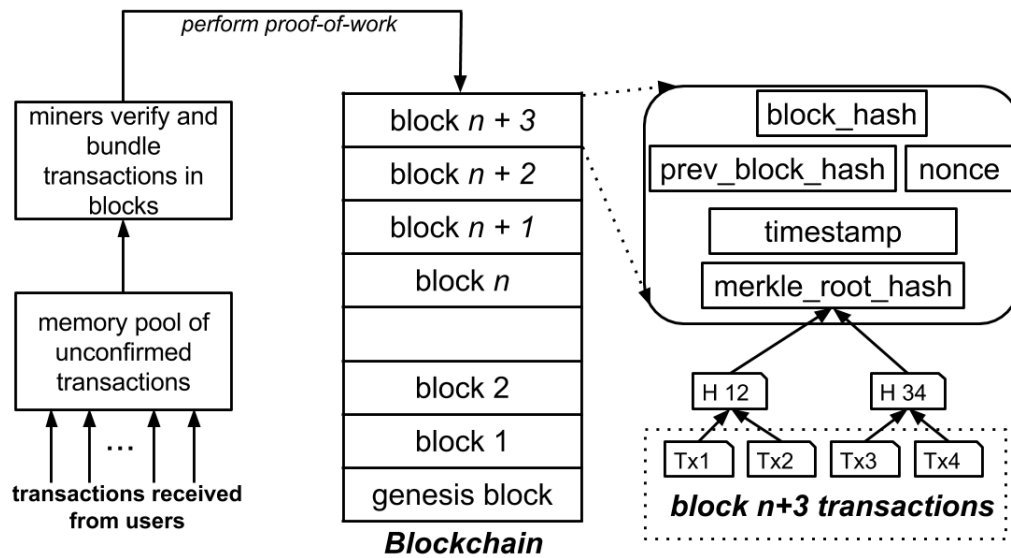 perform proof-of-work
miners verify and
bundle
transactions in
blocks
memory pool of
unconfirmed
transactions
...
transactions received
from users
block n + 3
block n + 2
block n + 1
block n
block 2
block 1
genesis block
Blockchain
block_hash
prev_block_hash
nonce
timestamp
merkle_root_hash
H 12
H 34
Tx1
Tx2
Tx3
Tx4
block n+3 transactions